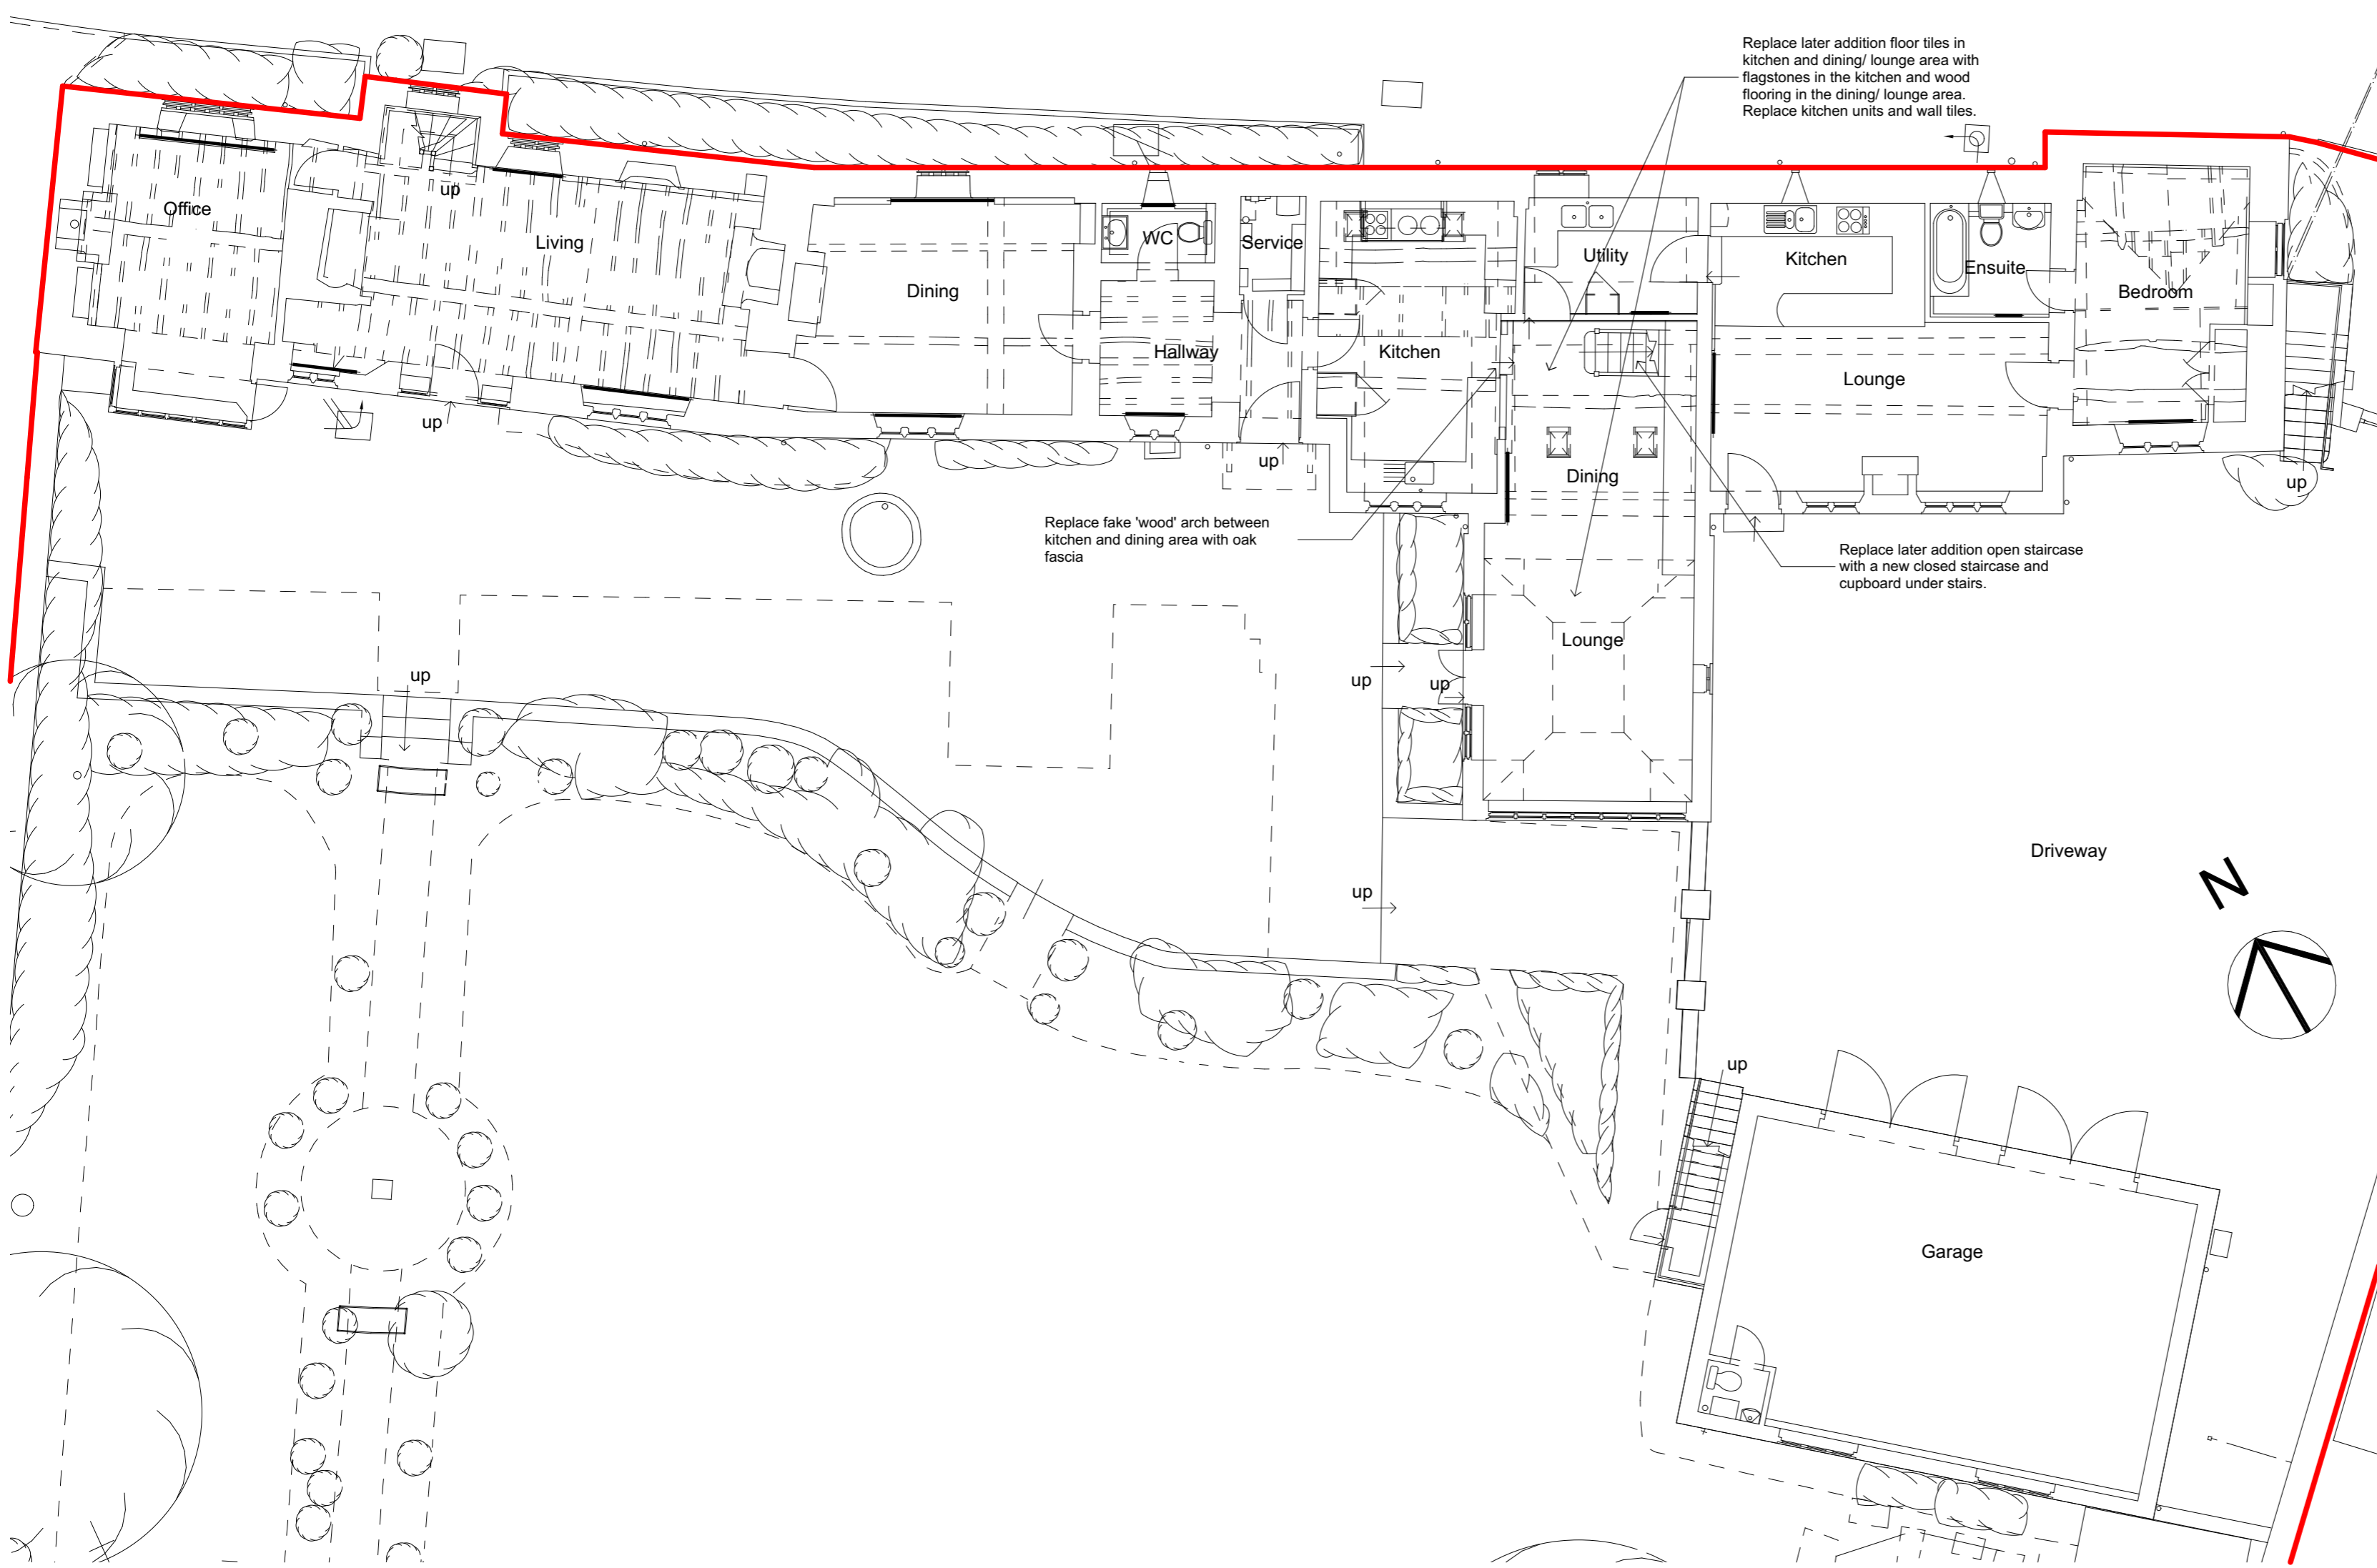 Replace later addition floor tiles in
kitchen and dining/ lounge area with
flagstones in the kitchen and wood
flooring in the dining/ lounge area.
Replace kitchen units and wall tiles.
up
Office
Living
WC
Service
Utility
Kitchen
Ensuite
Bedroom
Dining
Hallway
Kitchen
Lounge
up
up
Dining
up
Replace fake 'wood' arch between
kitchen and dining area with oak
fascia
Replace later addition open staircase
with a new closed staircase and
cupboard under stairs.
Lounge
up
up
up
Driveway
N
up
up
Garage